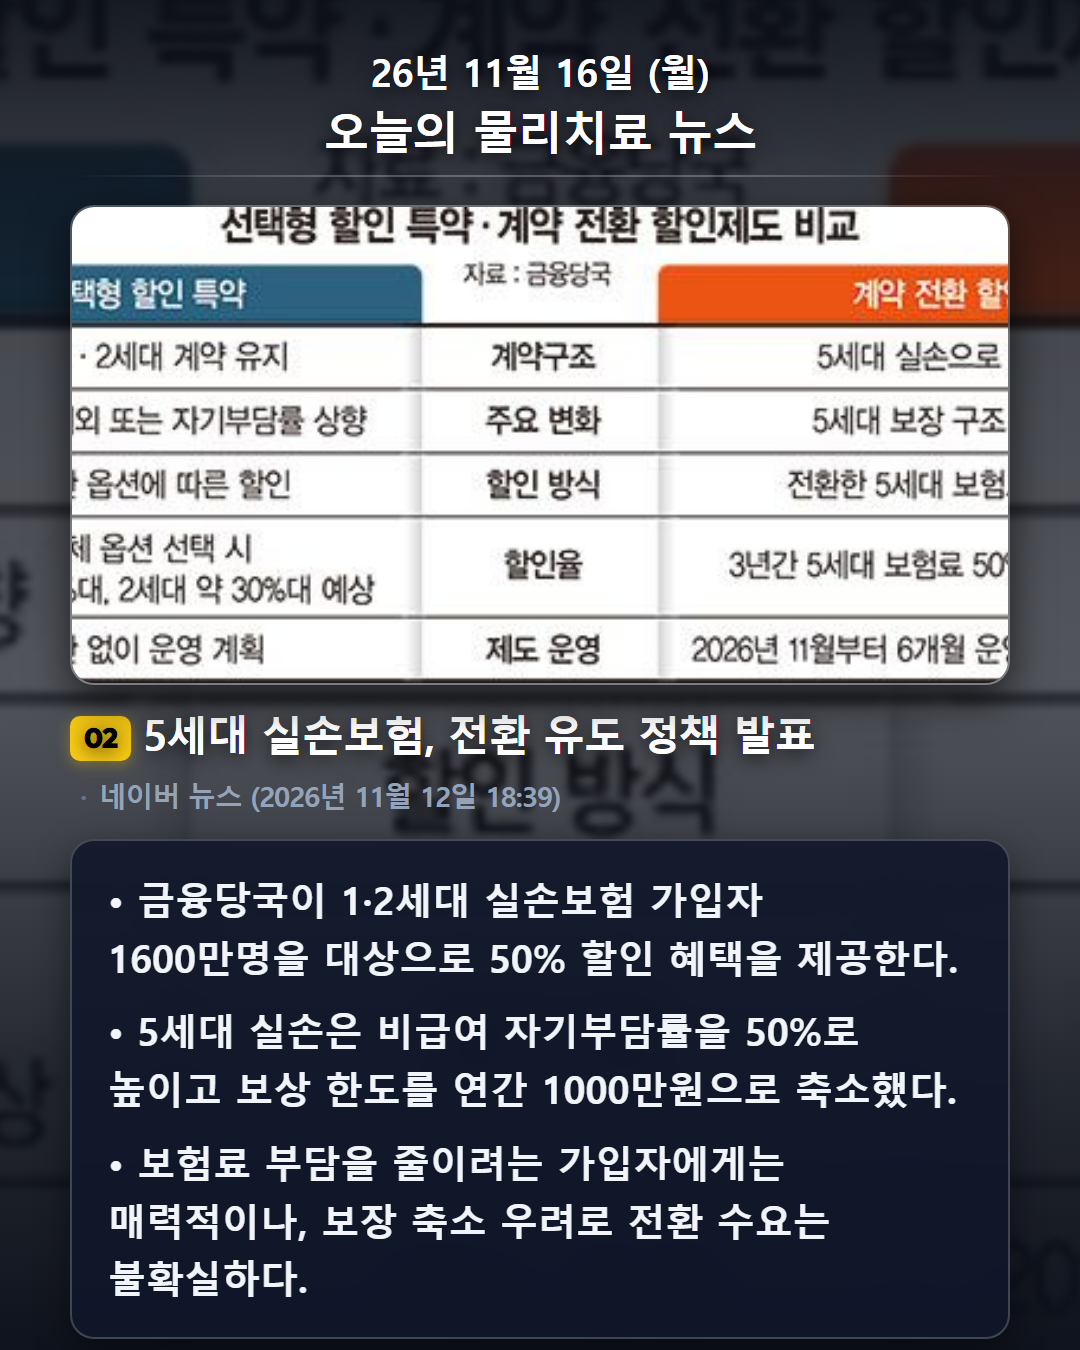 26년 11월 16일 (월)
오늘의 물리치료 뉴스
선택형 할인 특약·계약 전환 할인제도 비교
자료 : 금융당국
택형 할인 특약
계약 전환 할
· 2세대 계약 유지
계약구조
5세대 실손으로
외 또는 자기부담률 상향
주요 변화
5세대 보장 구조
옵션에 따른 할인
할인 방식
전환한 5세대 보험
체 옵션 선택 시
대, 2세대 약 30%대 예상
할인율
3년간 5세대 보험료 50%
없이 운영 계획
제도 운영
2026년 11월부터 6개월 운
02 5세대 실손보험, 전환 유도 정책 발표
· 네이버 뉴스 (2026년 11월 12일 18:39)
• 금융당국이 1·2세대 실손보험 가입자
1600만명을 대상으로 50% 할인 혜택을 제공한다.
• 5세대 실손은 비급여 자기부담률을 50%로
높이고 보상 한도를 연간 1000만원으로 축소했다.
• 보험료 부담을 줄이려는 가입자에게는
매력적이나, 보장 축소 우려로 전환 수요는
불확실하다.